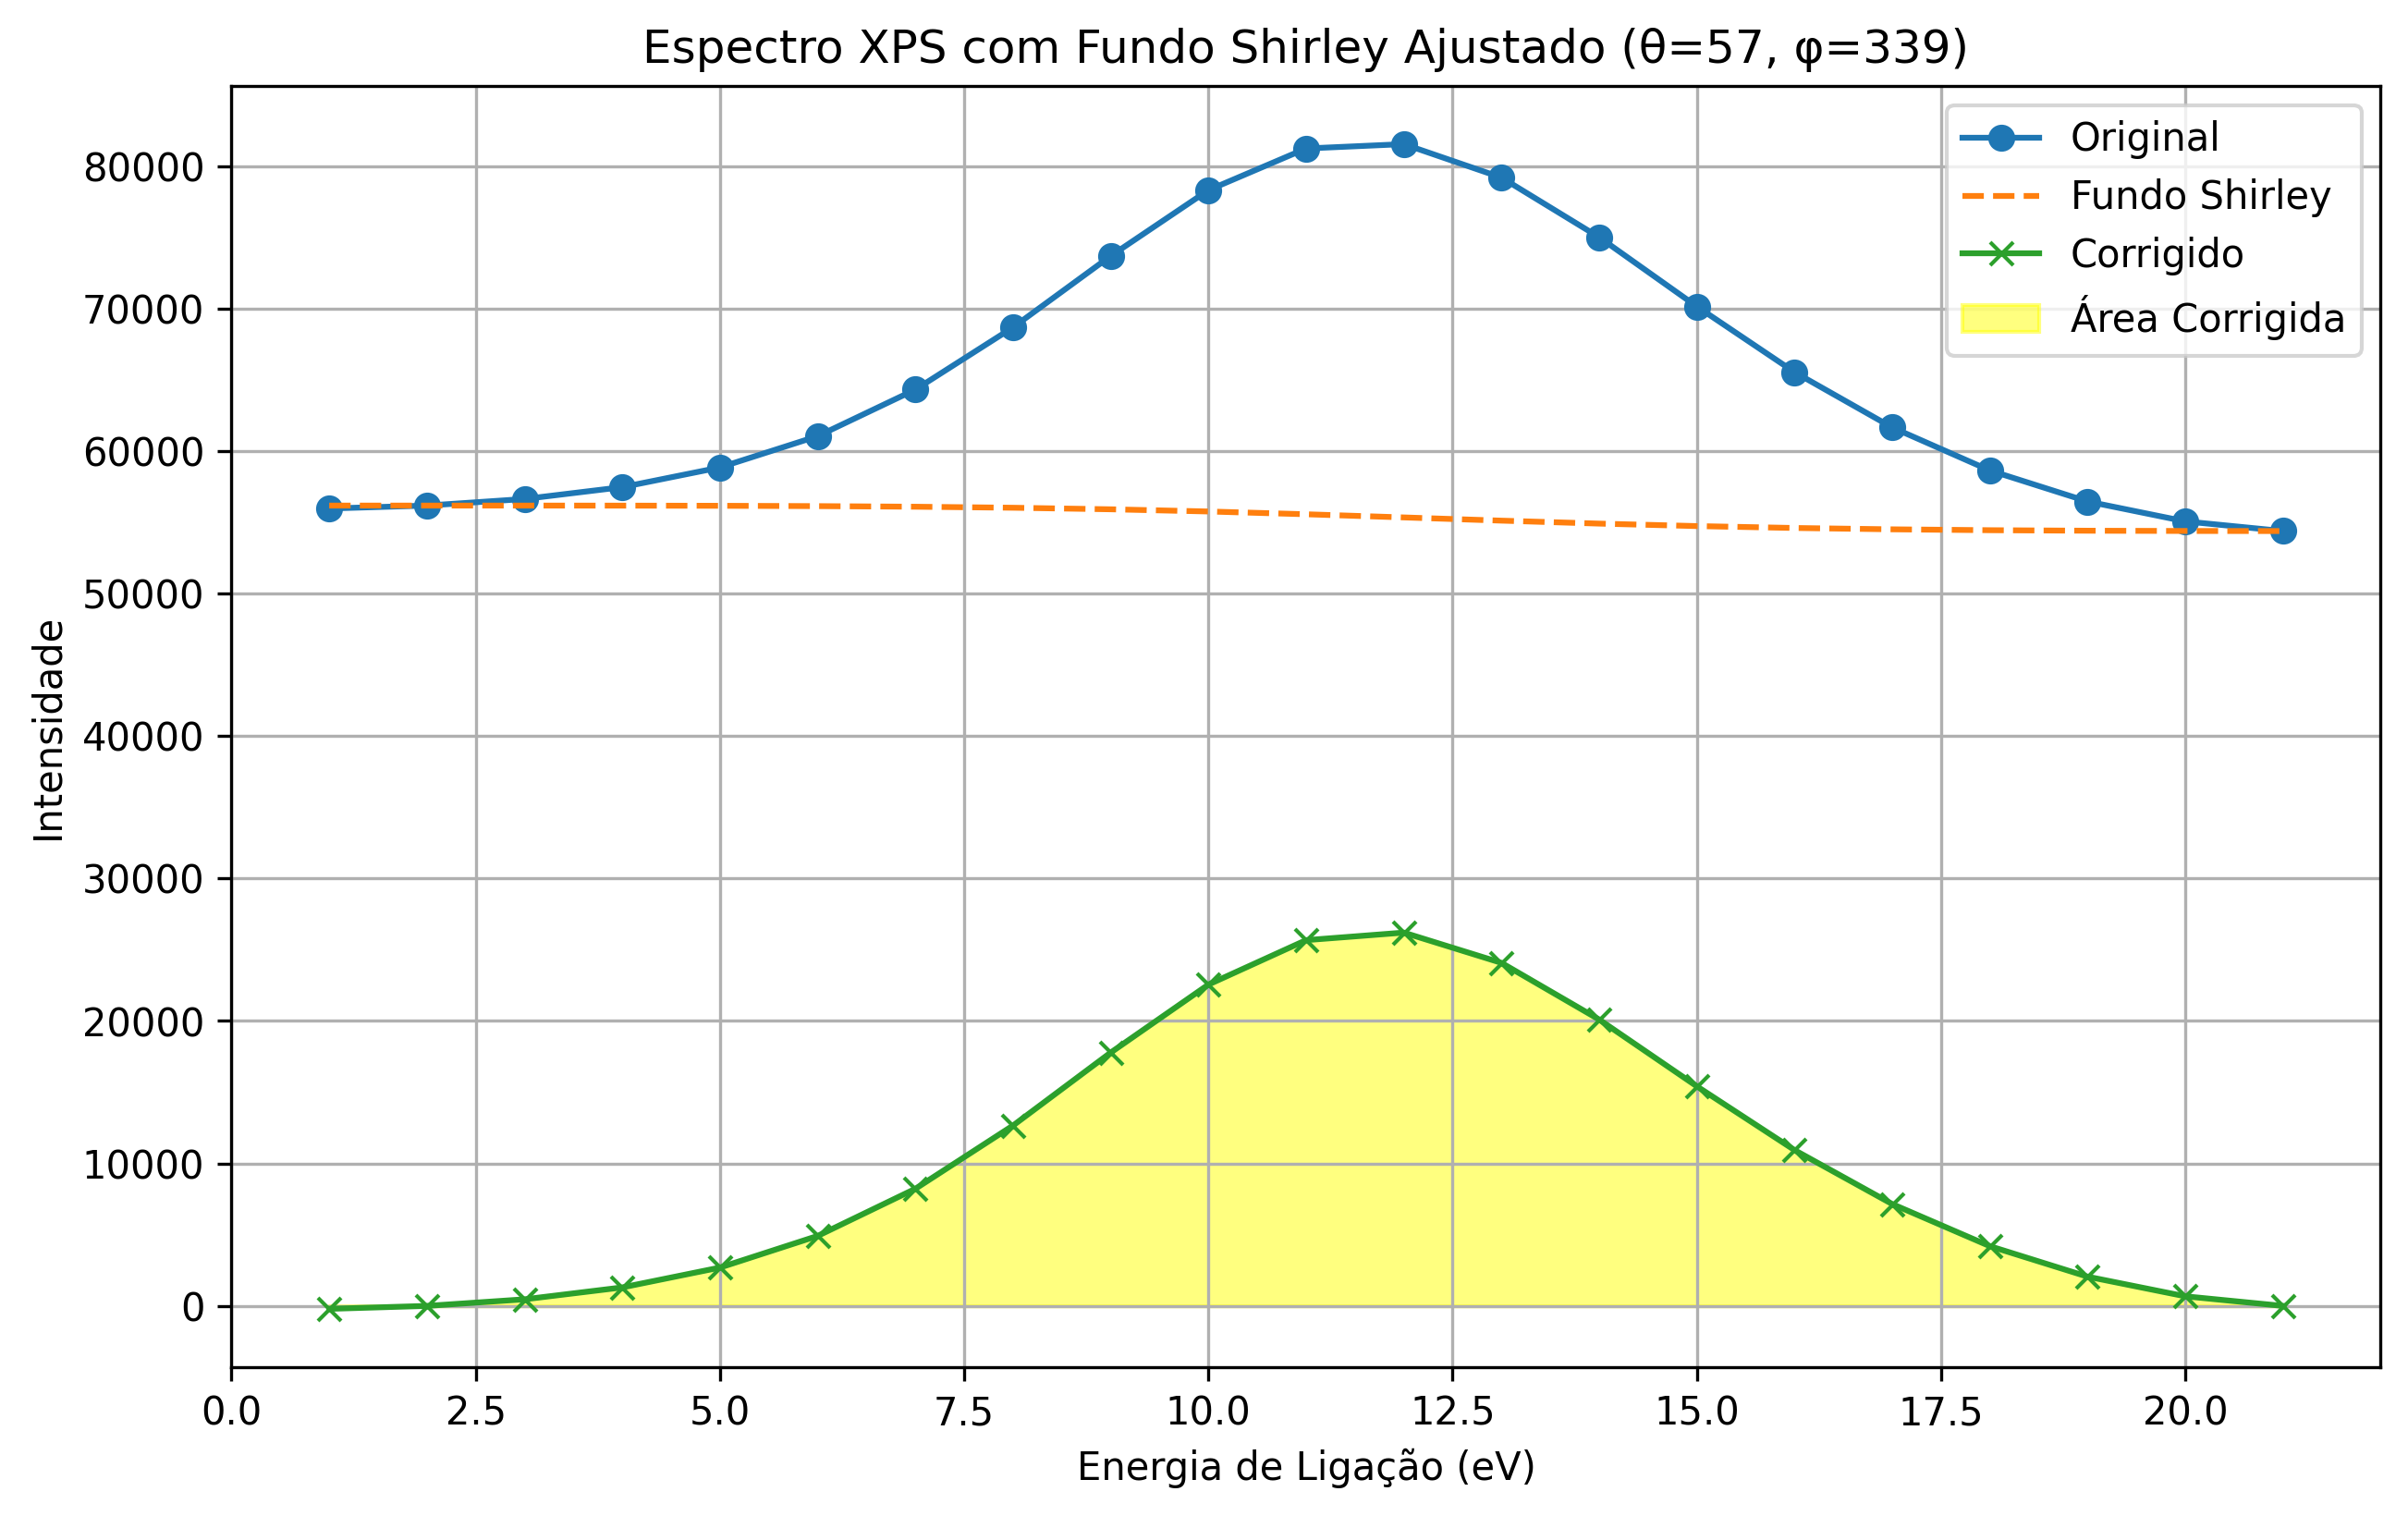 Espectro XPS com Fundo Shirley Ajustado (θ=57, φ=339)
Original
Fundo Shirley
Corrigido
Área Corrigida
Intensidade
80000
70000
60000
50000
40000
30000
20000
10000
0
0.0 2.5 5.0 7.5 10.0 12.5 15.0 17.5 20.0
Energia de Ligação (eV)